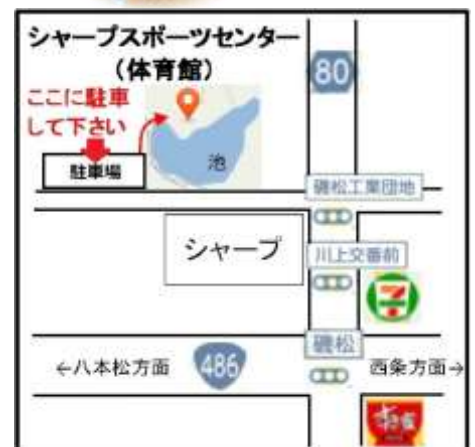 シャープスポーツセンター
(体育館)
80
ここに駐車
して下さい
駐車場
池
磯松工業団地
シャープ
川上交番前
磯松
←八本松方面
486
西条方面→
すき家